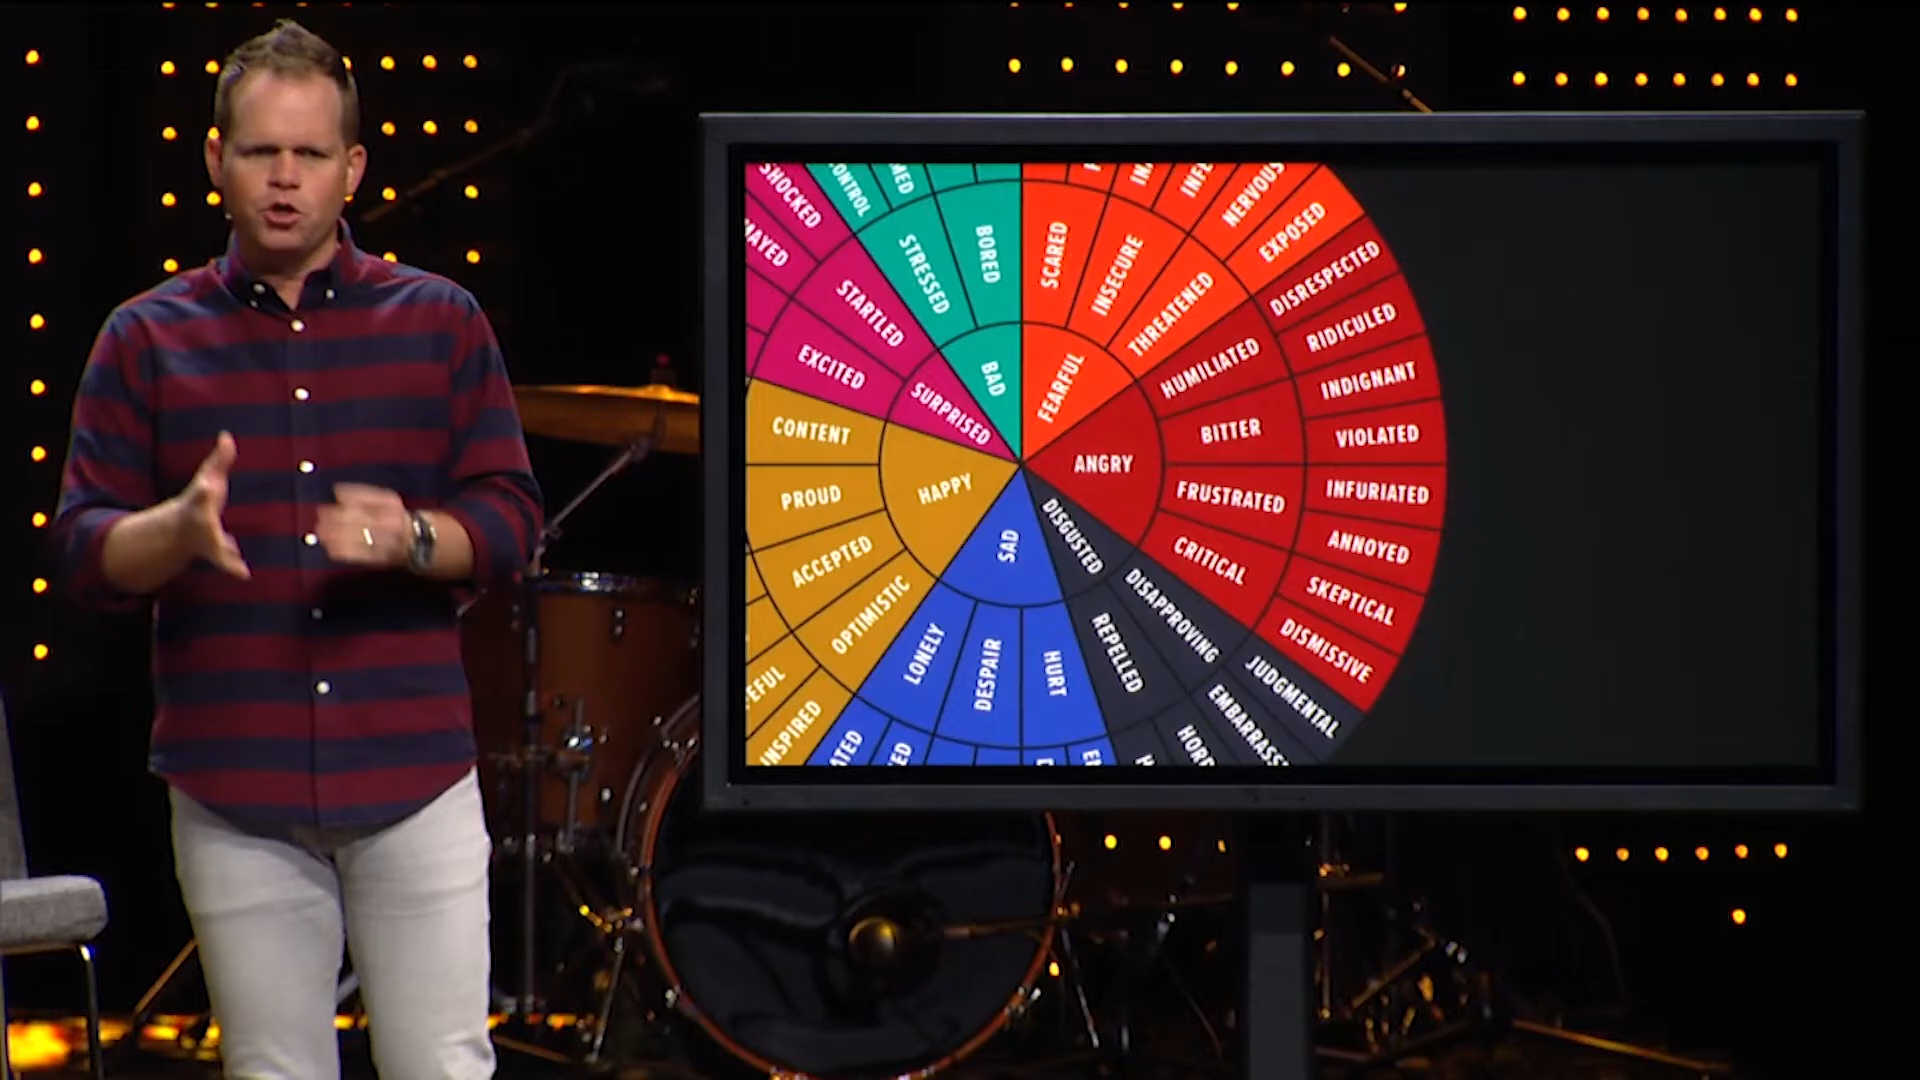 SHOCKED
STARTLED
EXCITED
SURPRISED
STRESSED
BORED
BAD
SCARED
INSECURE
THREATENED
FEARFUL
NERVOUS
EXPOSED
DISRESPECTED
RIDICULED
INDIGNANT
VIOLATED
INFURIATED
ANNOYED
SKEPTICAL
DISMISSIVE
HUMILIATED
BITTER
FRUSTRATED
CRITICAL
ANGRY
DISGUSTED
DISAPPROVING
REPELLED
JUDGMENTAL
SAD
HURT
DESPAIR
LONELY
HAPPY
CONTENT
PROUD
ACCEPTED
OPTIMISTIC